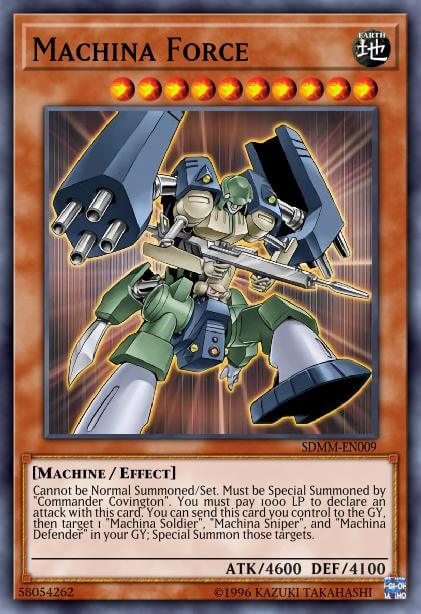 MACHINA FORCE
EARTH
地
SDMM-EN009
[MACHINE / EFFECT]
Cannot be Normal Summoned/Set. Must be Special Summoned by
"Commander Covington". You must pay 1000 LP to declare an
attack with this card. You can send this card you control to the GY,
then target 1 "Machina Soldier", "Machina Sniper", and "Machina
Defender" in your GY; Special Summon those targets.
ATK/4600 DEF/4100
58054262
©1996 KAZUKI TAKAHASHI